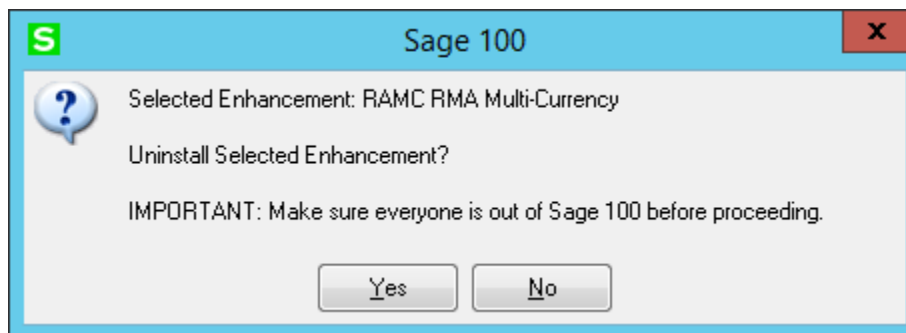 S
Sage 100
x
Selected Enhancement: RAMC RMA Multi-Currency
Uninstall Selected Enhancement?
IMPORTANT: Make sure everyone is out of Sage 100 before proceeding.
Yes
No